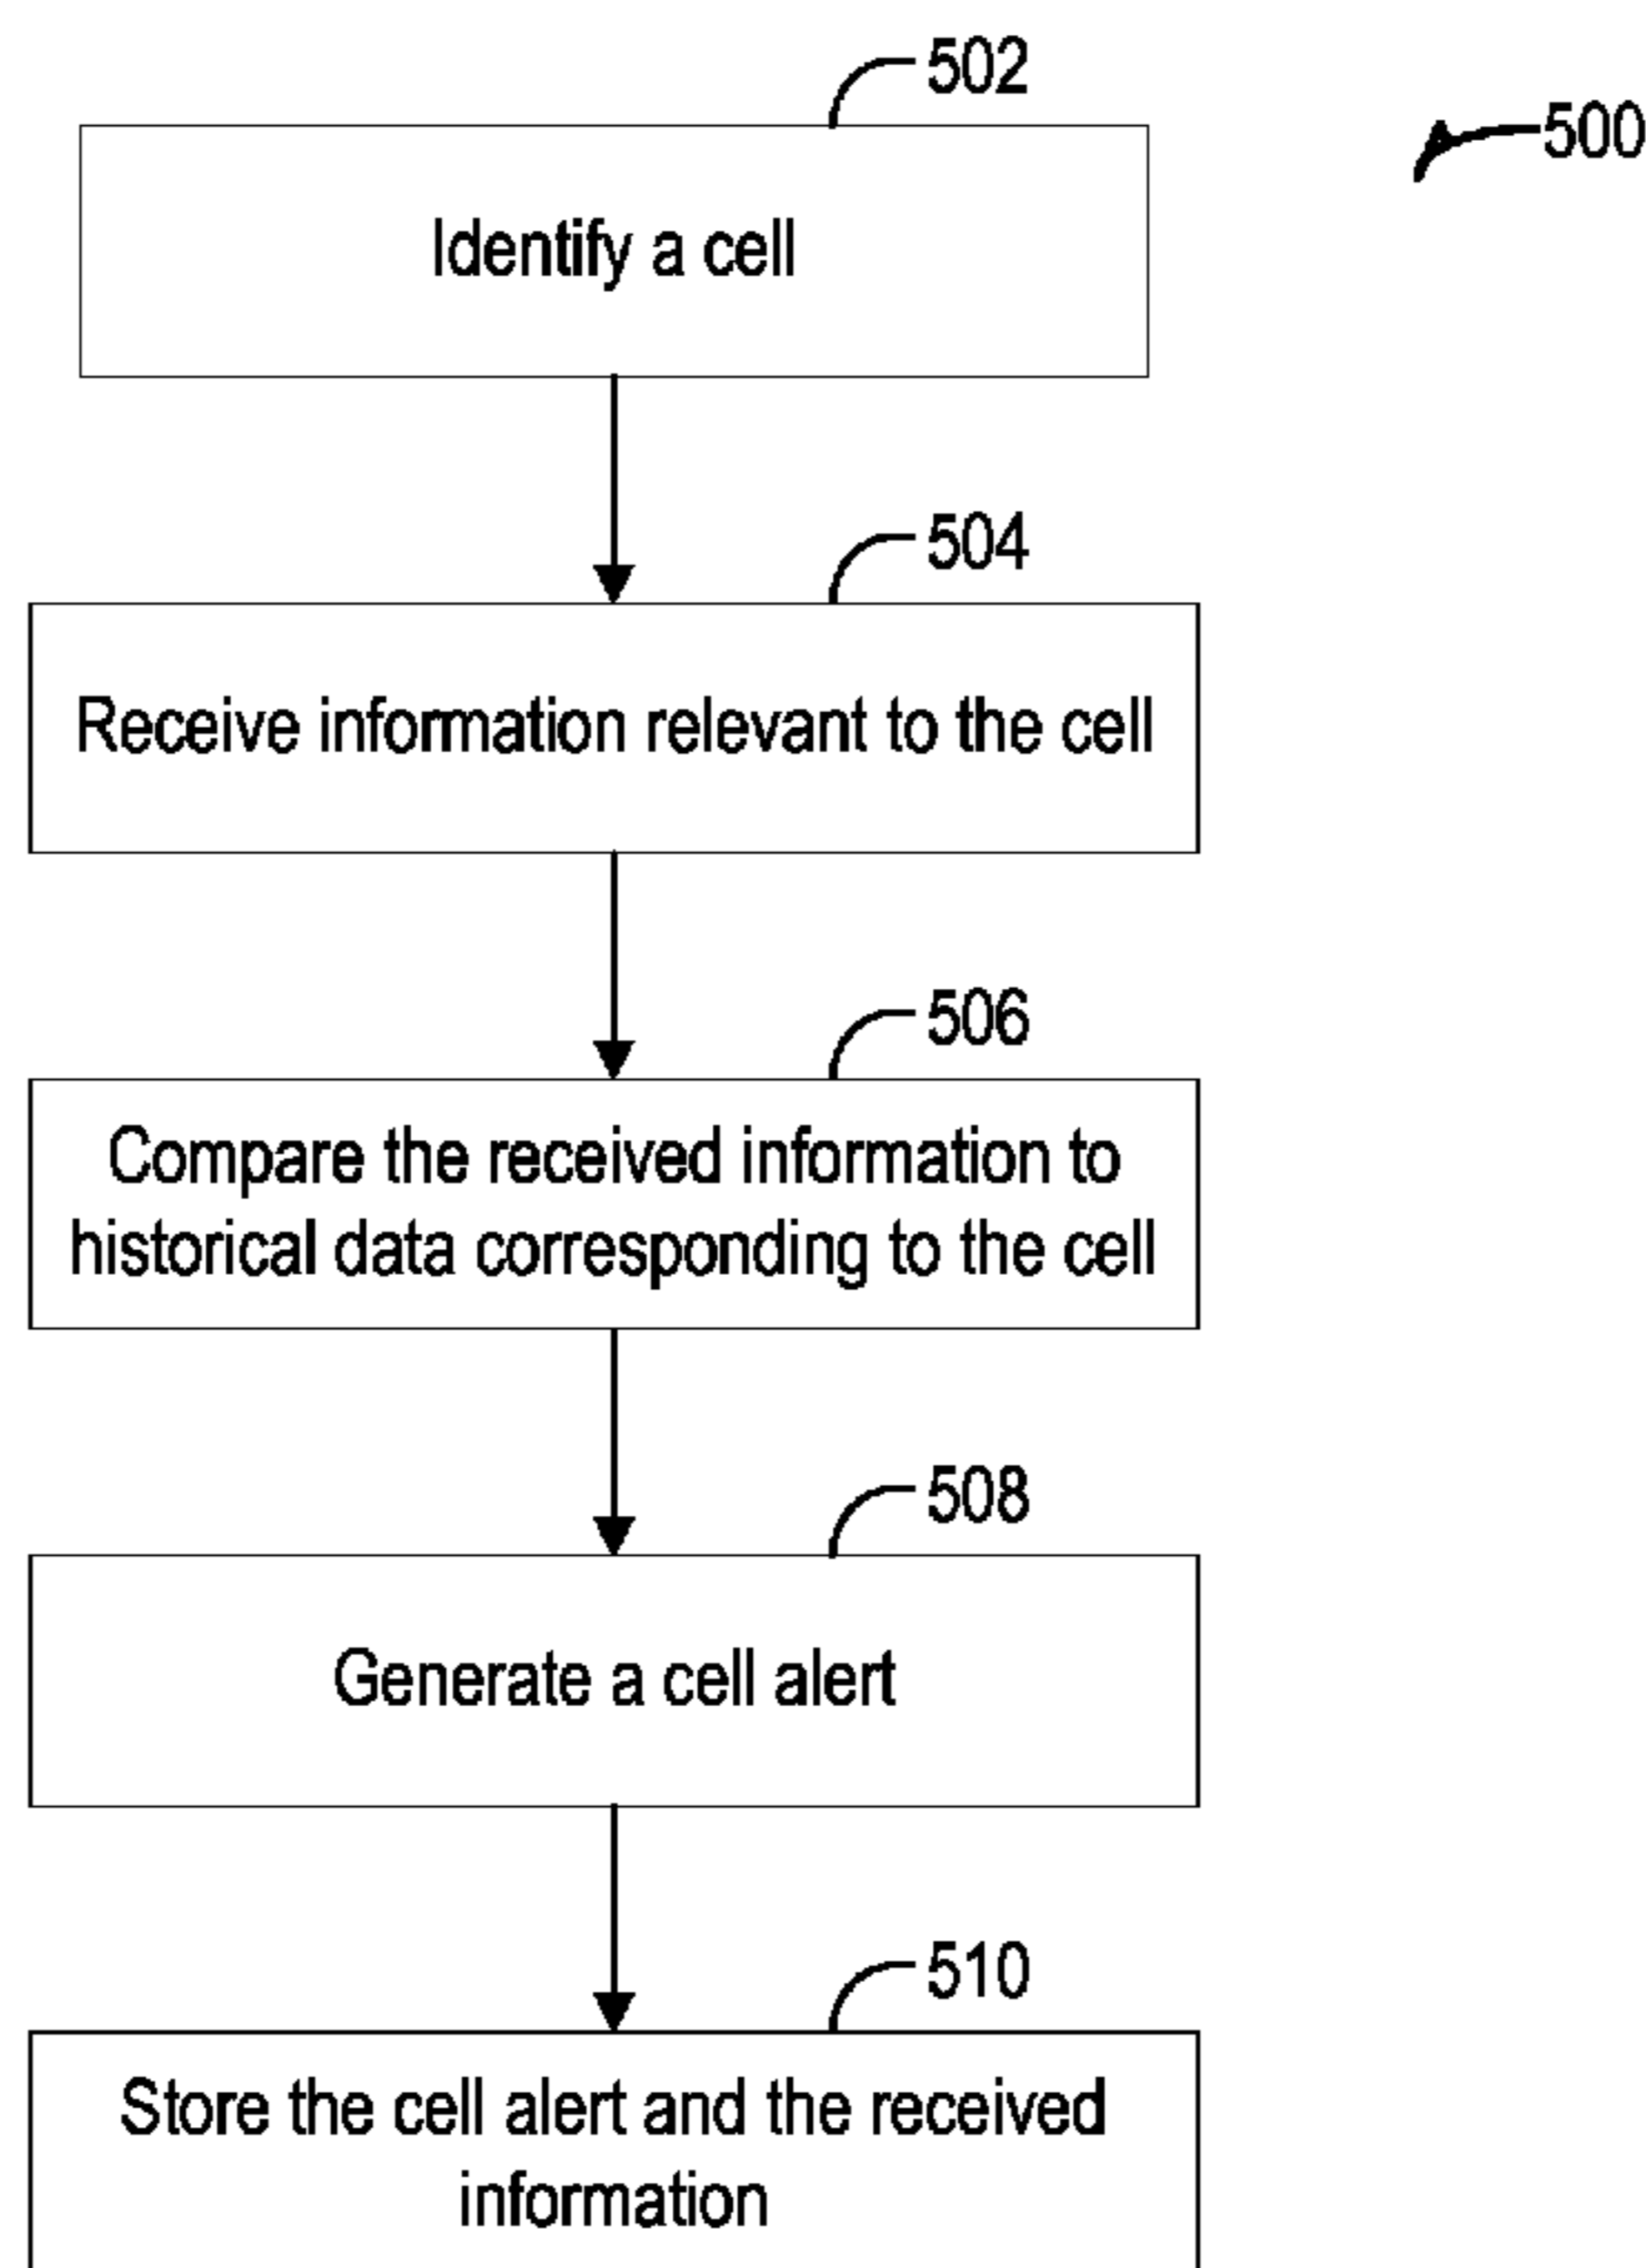 502
500
Identify a cell
504
Receive information relevant to the cell
506
Compare the received information to
historical data corresponding to the cell
508
Generate a cell alert
510
Store the cell alert and the received
information